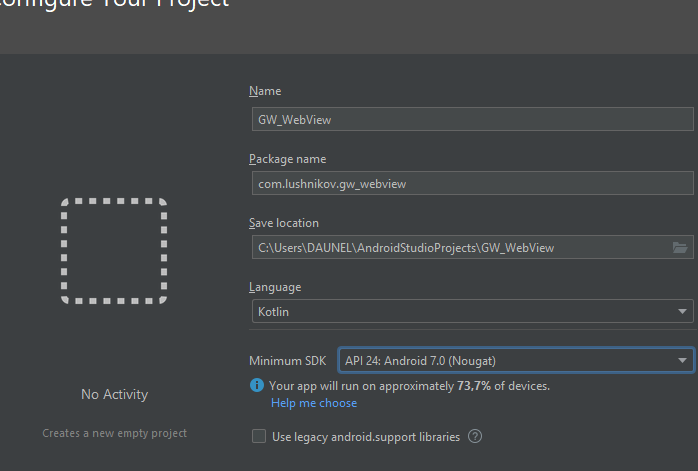 Configure Your Project
Name
GW_WebView
Package name
com.lushnikov.gw_webview
Save location
C:\Users\DAUNEL\AndroidStudioProjects\GW_WebView
Language
Kotlin
Minimum SDK
API 24: Android 7.0 (Nougat)
Your app will run on approximately 73,7% of devices.
Help me choose
Use legacy android.support libraries
No Activity
Creates a new empty project